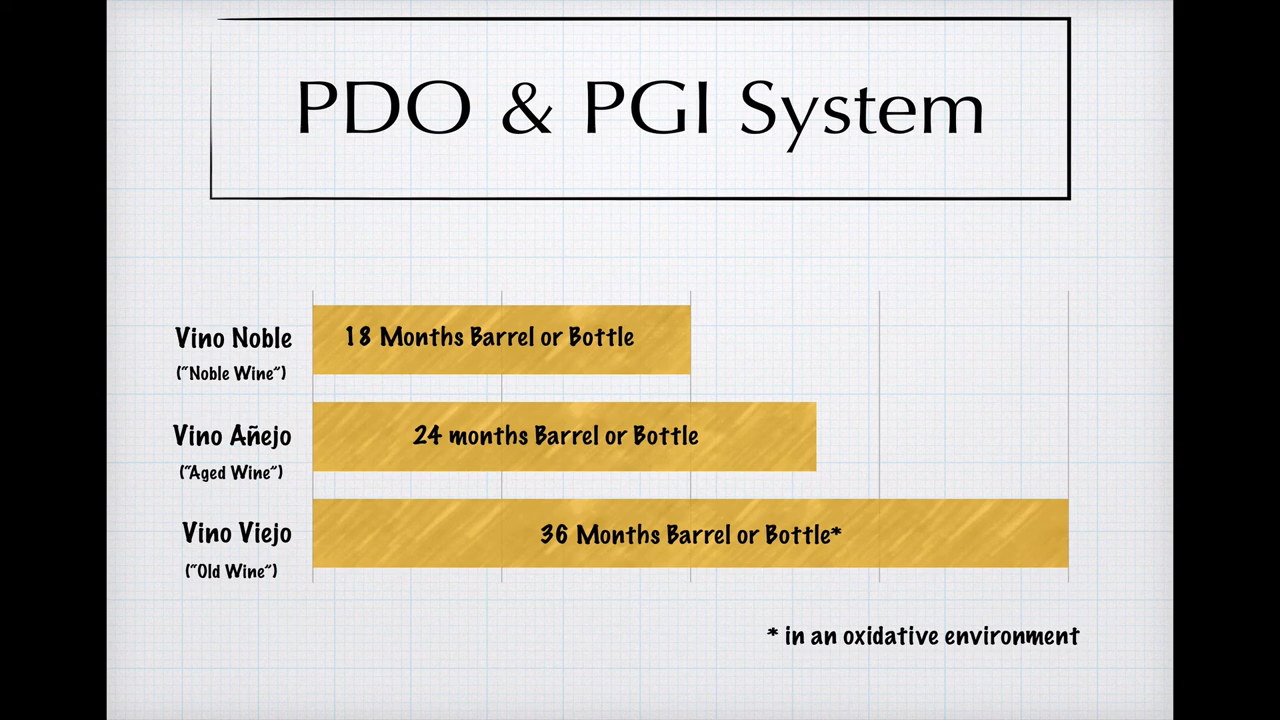 PDO & PGI System
Vino Noble
("Noble Wine")
18 Months Barrel or Bottle
Vino Añejo
("Aged Wine")
24 months Barrel or Bottle
Vino Viejo
("Old Wine")
36 Months Barrel or Bottle*
* in an oxidative environment